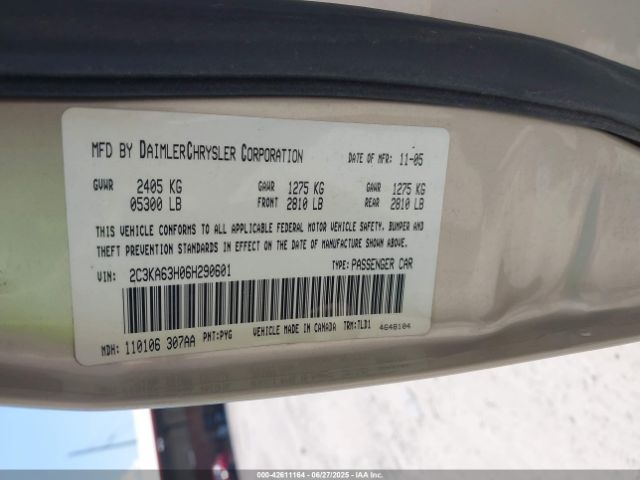 MFD BY DAIMLERCHRYSLER CORPORATION DATE OF MFR: 11-05
GVWR 2405 KG GAWR 1275 KG GAWR 1275 KG
05300 LB FRONT 2810 LB REAR 2810 LB
THIS VEHICLE CONFORMS TO ALL APPLICABLE FEDERAL MOTOR VEHICLE SAFETY, BUMPER AND
THEFT PREVENTION STANDARDS IN EFFECT ON THE DATE OF MANUFACTURE SHOWN ABOVE.
VIN: 2C3KA63H06H290601 TYPE: PASSENGER CAR
MDH: 110106 307AA PNT: PYG VEHICLE MADE IN CANADA TRM: TLD1 4648104
000-42611164 | 06/27/2025 - IAA Corp.